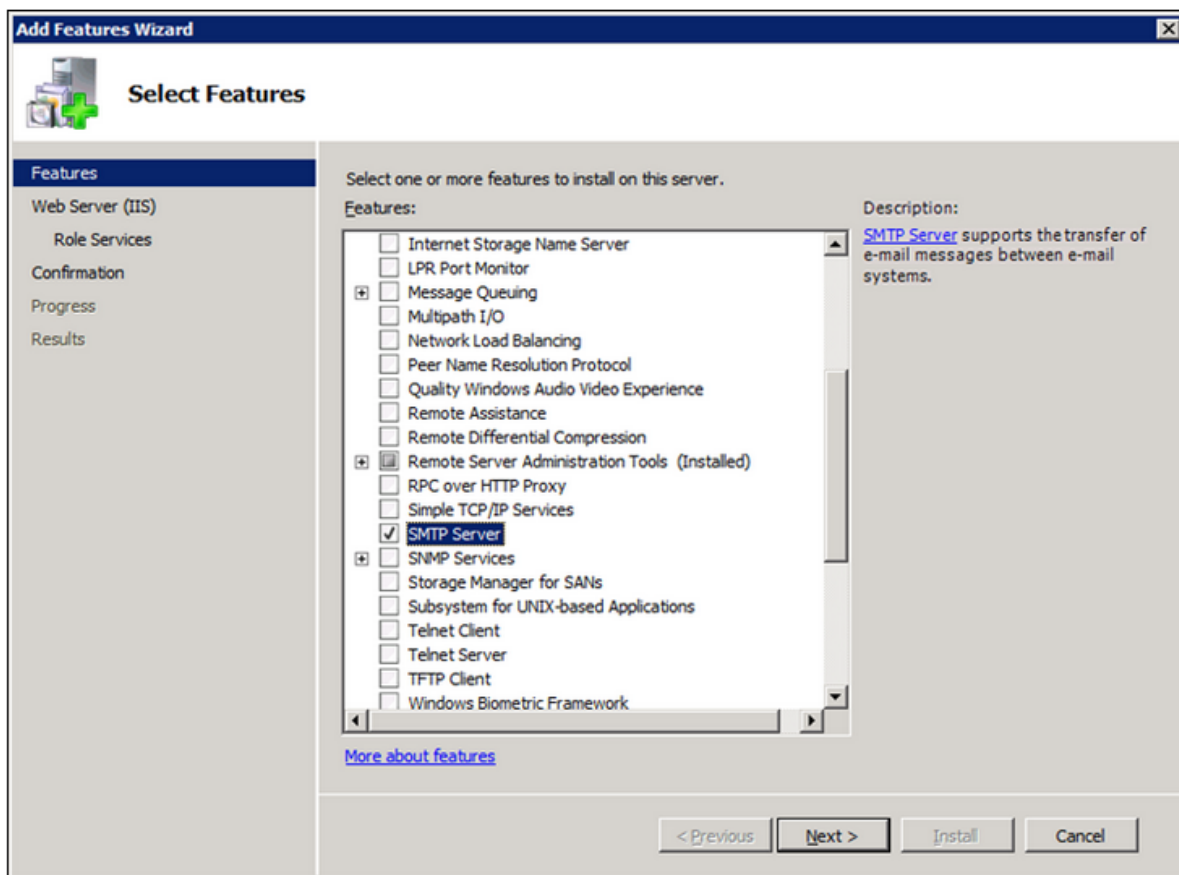 Add Features Wizard
Select Features
Features
Web Server (IIS)
Role Services
Confirmation
Progress
Results
Select one or more features to install on this server.
Features:
Internet Storage Name Server
LPR Port Monitor
Message Queuing
Multipath I/O
Network Load Balancing
Peer Name Resolution Protocol
Quality Windows Audio Video Experience
Remote Assistance
Remote Differential Compression
Remote Server Administration Tools (Installed)
RPC over HTTP Proxy
Simple TCP/IP Services
SMTP Server
SNMP Services
Storage Manager for SANs
Subsystem for UNIX-based Applications
Telnet Client
Telnet Server
TFTP Client
Windows Biometric Framework
More about features
Description:
SMTP Server supports the transfer of
e-mail messages between e-mail
systems.
< Previous
Next >
Install
Cancel